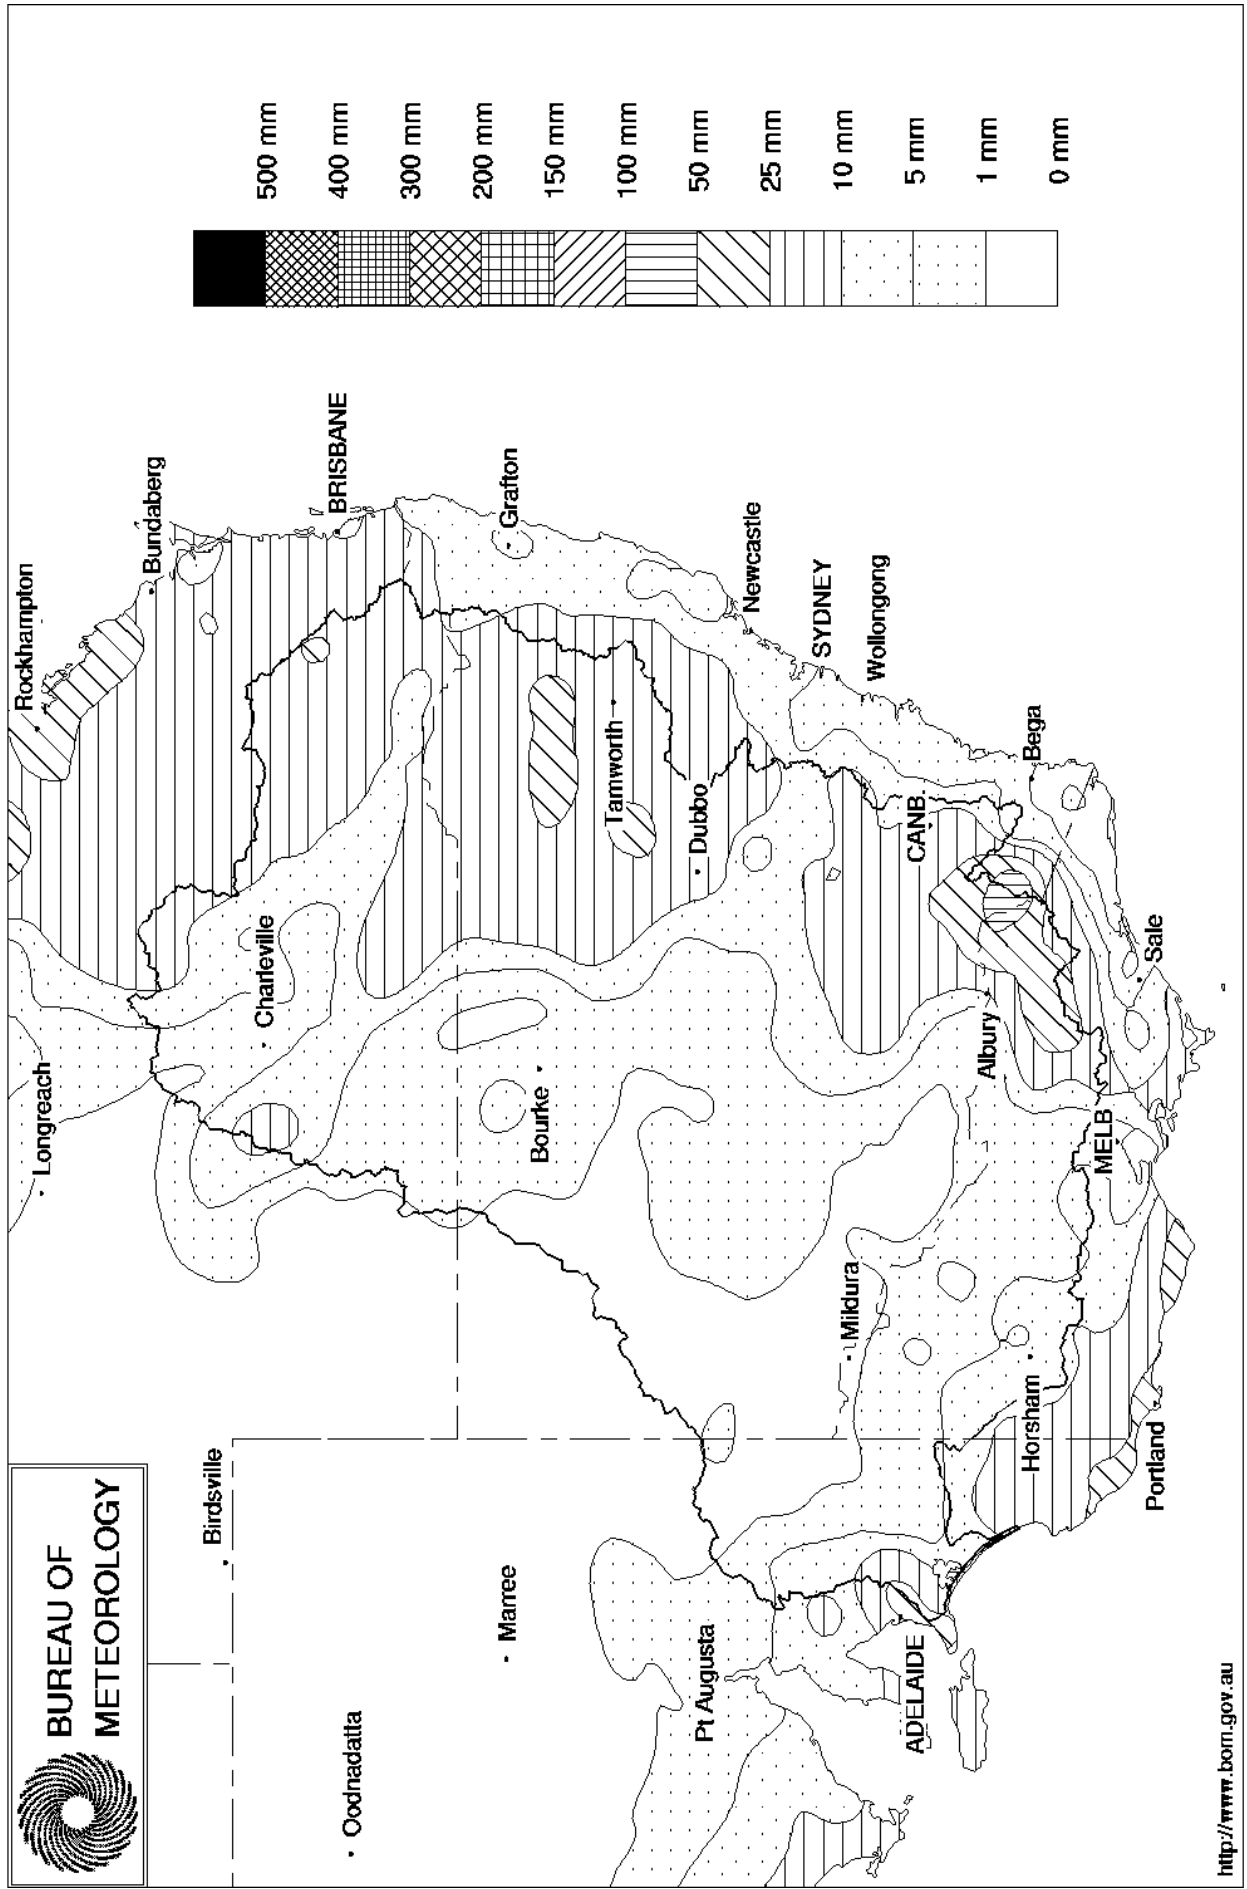 BUREAU OF
METEOROLOGY
Rockhampton
Longreach
Bundaberg
Birdsville
Charleville
BRISBANE
Oodnadatta
Grafton
Marree
Bourke
Tamworth
Newcastle
Dubbo
Pt Augusta
SYDNEY
Mildura
Wollongong
CANB.
ADELAIDE
Albury
Bega
Horsham
MELB
Sale
Portland
500 mm
400 mm
300 mm
200 mm
150 mm
100 mm
50 mm
25 mm
10 mm
5 mm
1 mm
0 mm
http://www.bom.gov.au